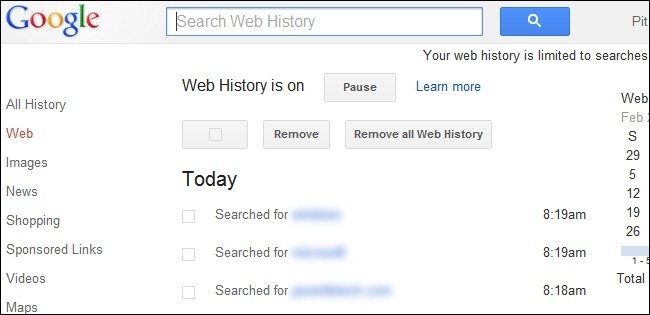 Google
Search Web History
Pit
Your web history is limited to searches
Web History is on
Pause
Learn more
Remove
Remove all Web History
All History
Web
Images
News
Shopping
Sponsored Links
Videos
Maps
Today
Searched for
8:19am
Searched for
8:19am
Searched for
8:18am
Web
Feb 2
S
29
5
12
19
26
1 - 5
Total